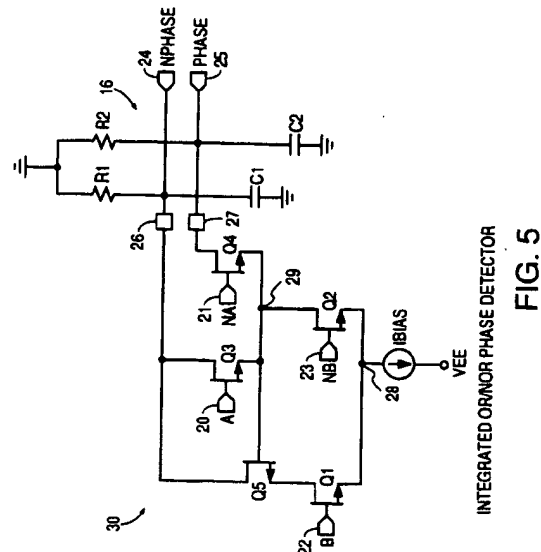 24
NPHASE
PHASE
25
16
R2
R1
C2
C1
26
27
Q4
21
NA
29
Q3
20
A
Q2
23
NB
IBIAS
VEE
28
Q5
Q1
22
B
30
INTEGRATED OR/NOR PHASE DETECTOR
FIG. 5